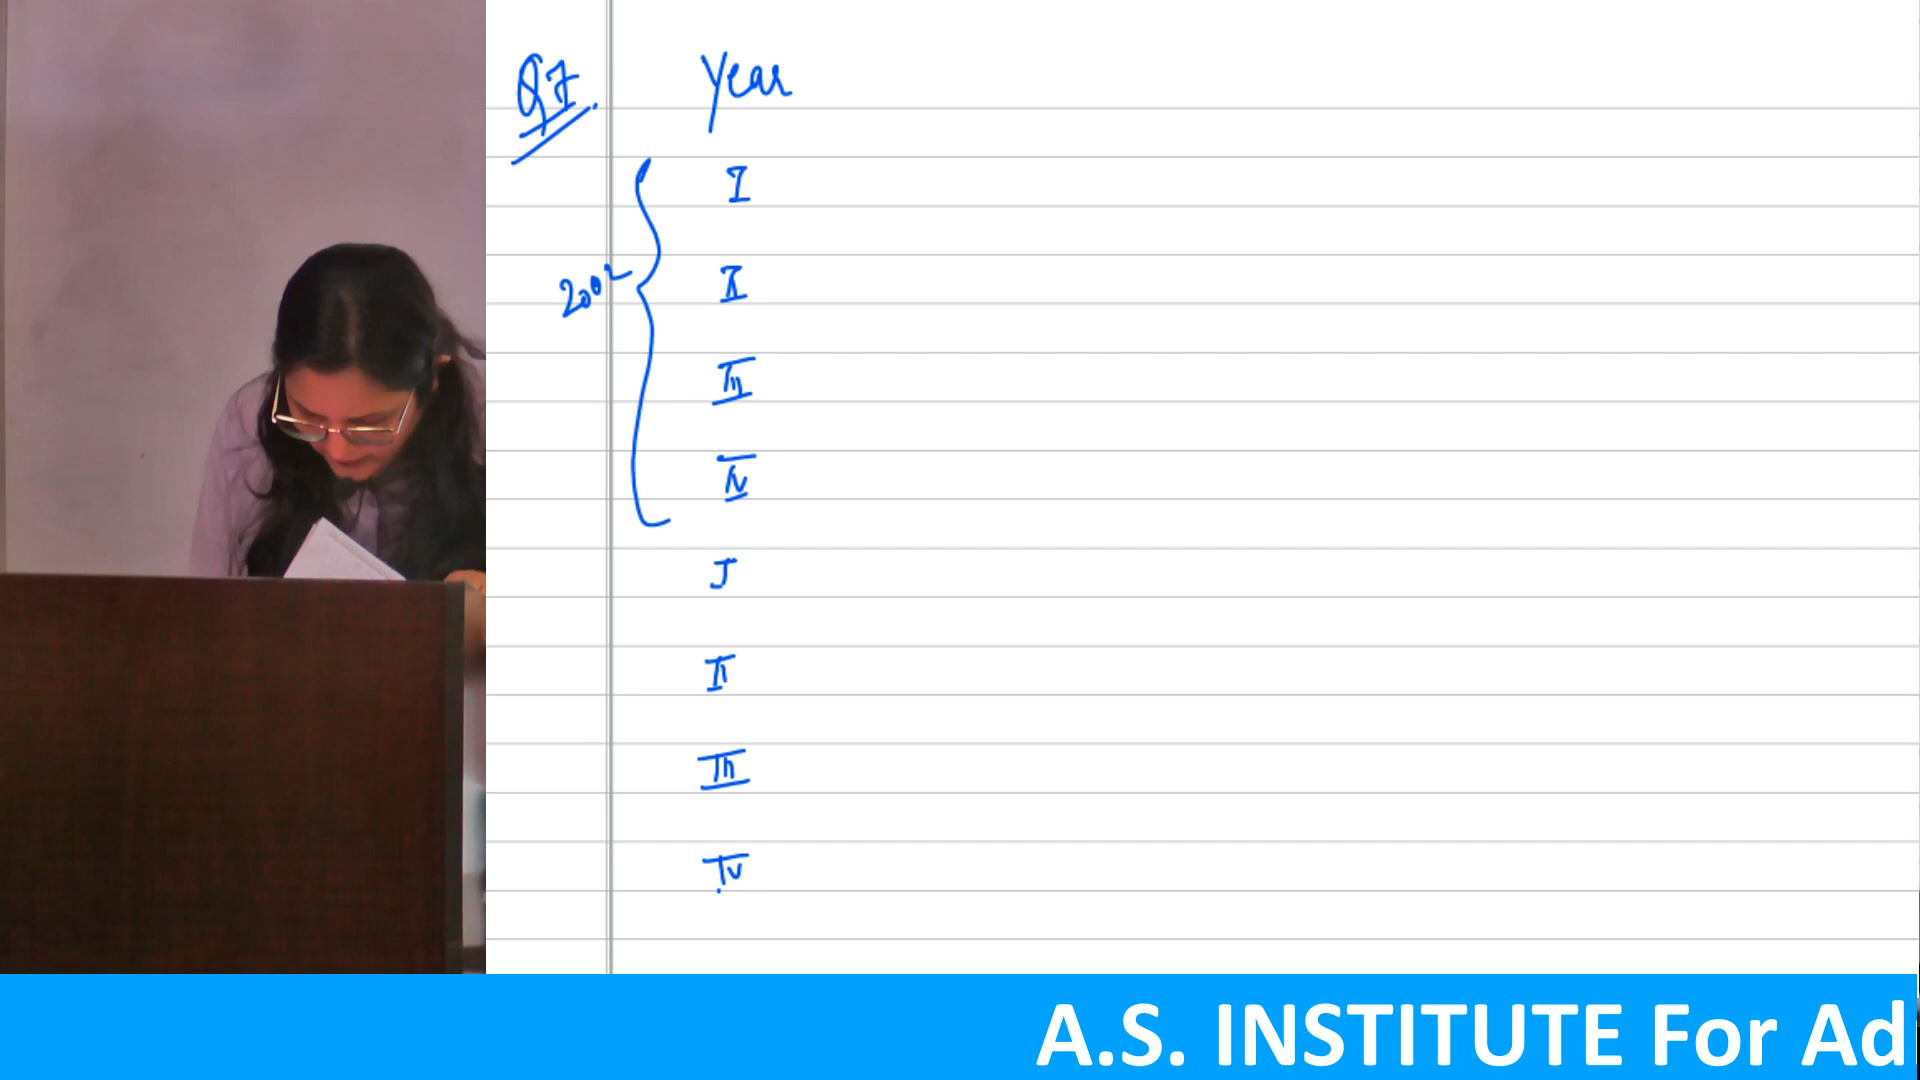 Q7. Year
I
II
2002
III
IV
I
II
III
IV
A.S. INSTITUTE For Ad